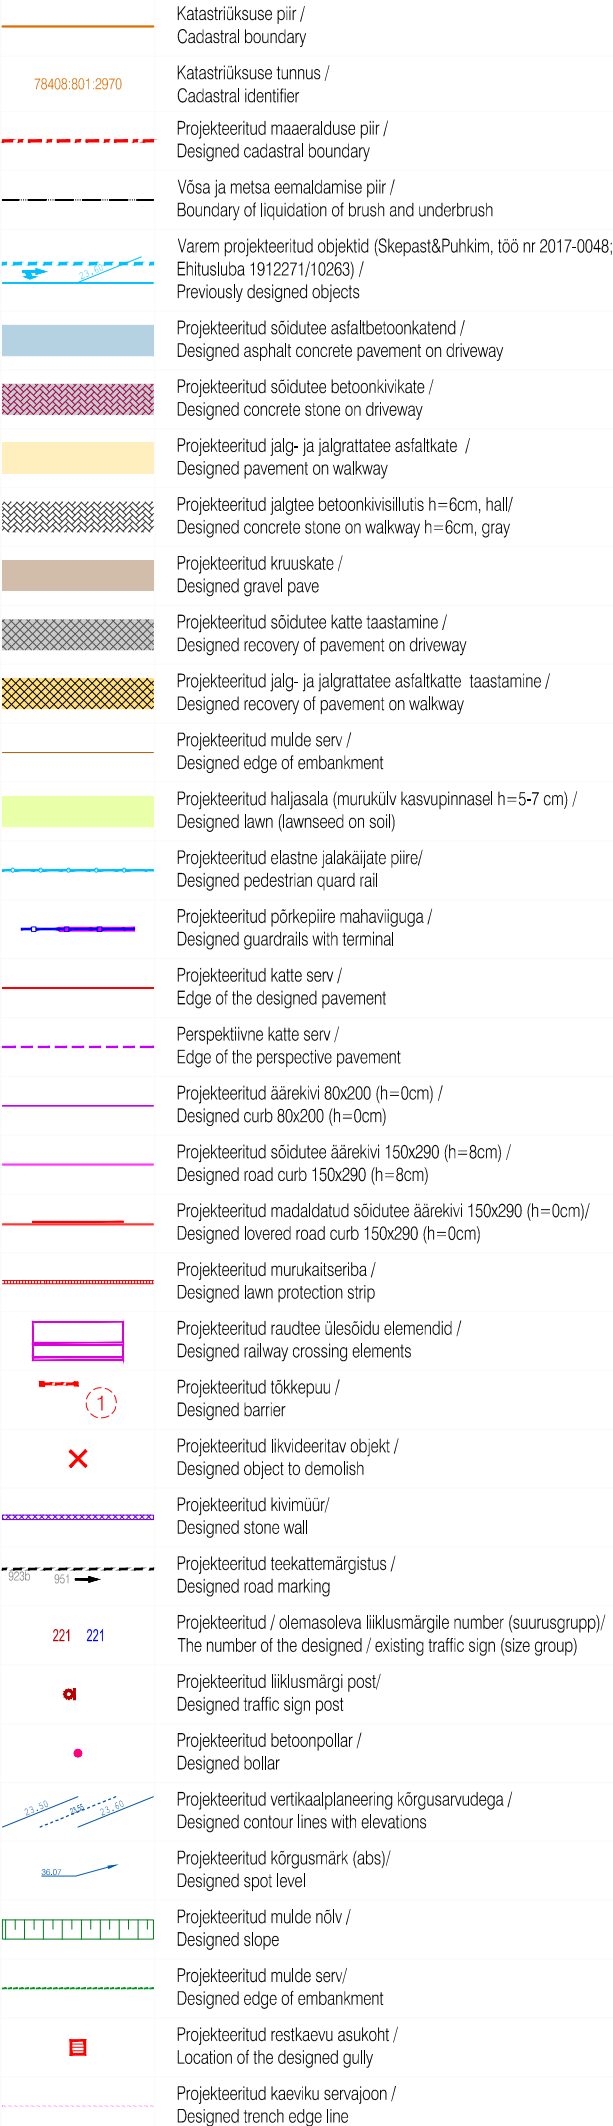 Katastriüksuse piir /
Cadastral boundary
78408:801:2970
Katastriüksuse tunnus /
Cadastral identifier
Projekteeritud maaeralduse piir /
Designed cadastral boundary
Võsa ja metsa eemaldamise piir /
Boundary of liquidation of brush and underbrush
23,60
Varem projekteeritud objektid (Skepast&Puhkim, töö nr 2017-0048;
Ehitusluba 1912271/10263) /
Previously designed objects
Projekteeritud sõidutee asfaltbetoonkatend /
Designed asphalt concrete pavement on driveway
Projekteeritud sõidutee betoonkivikate /
Designed concrete stone on driveway
Projekteeritud jalg- ja jalgrattatee asfaltkate /
Designed pavement on walkway
Projekteeritud jalgtee betoonkivisillutis h=6cm, hall/
Designed concrete stone on walkway h=6cm, gray
Projekteeritud kruuskate /
Designed gravel pave
Projekteeritud sõidutee katte taastamine /
Designed recovery of pavement on driveway
Projekteeritud jalg- ja jalgrattatee asfaltkatte taastamine /
Designed recovery of pavement on walkway
Projekteeritud mulde serv /
Designed edge of embankment
Projekteeritud haljasala (murukülv kasvupinnasel h=5-7 cm) /
Designed lawn (lawnseed on soil)
Projekteeritud elastne jalakäijate piire/
Designed pedestrian quard rail
Projekteeritud põrkepiire mahaviiguga /
Designed guardrails with terminal
Projekteeritud katte serv /
Edge of the designed pavement
Perspektiivne katte serv /
Edge of the perspective pavement
Projekteeritud äärekivi 80x200 (h=0cm) /
Designed curb 80x200 (h=0cm)
Projekteeritud sõidutee äärekivi 150x290 (h=8cm) /
Designed road curb 150x290 (h=8cm)
Projekteeritud madaldatud sõidutee äärekivi 150x290 (h=0cm)/
Designed lovered road curb 150x290 (h=0cm)
Projekteeritud murukaitseriba /
Designed lawn protection strip
Projekteeritud raudtee ülesõidu elemendid /
Designed railway crossing elements
1
Projekteeritud tõkkepuu /
Designed barrier
Projekteeritud likvideeritav objekt /
Designed object to demolish
Projekteeritud kivimüür/
Designed stone wall
923b 951
Projekteeritud teekattemärgistus /
Designed road marking
221 221
Projekteeritud / olemasoleva liiklusmärgile number (suurusgrupp)/
The number of the designed / existing traffic sign (size group)
Projekteeritud liiklusmärgi post/
Designed traffic sign post
Projekteeritud betoonpollar /
Designed bollar
23,50 23,55 23,60
Projekteeritud vertikaalplaneering kõrgusarvudega /
Designed contour lines with elevations
36.07
Projekteeritud kõrgusmärk (abs)/
Designed spot level
Projekteeritud mulde nõlv /
Designed slope
Projekteeritud mulde serv/
Designed edge of embankment
Projekteeritud restkaevu asukoht /
Location of the designed gully
Projekteeritud kaeviku servajoon /
Designed trench edge line